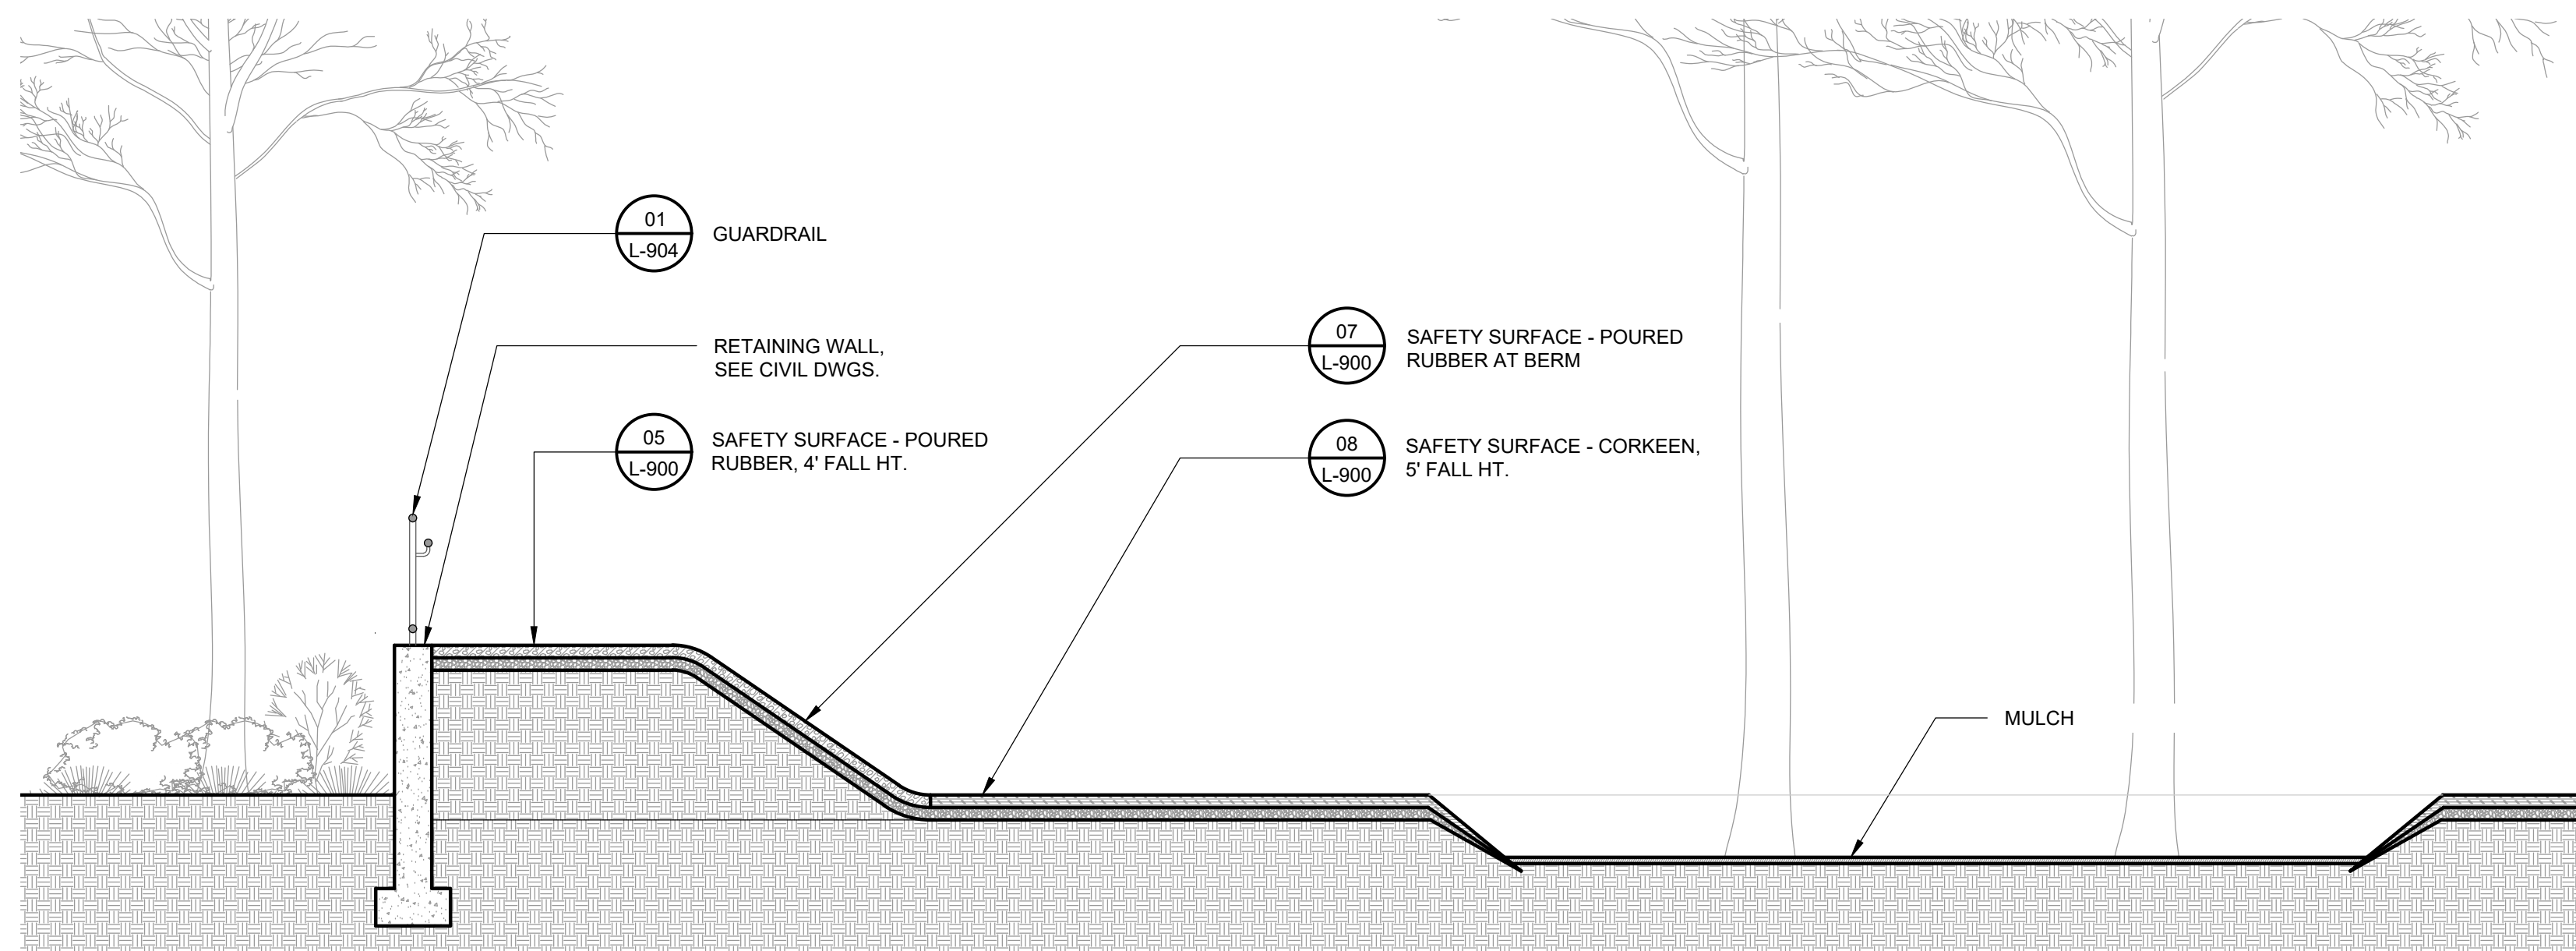 01
L-904
GUARDRAIL
RETAINING WALL,
SEE CIVIL DWGS.
05
L-900
SAFETY SURFACE - POURED
RUBBER, 4' FALL HT.
07
L-900
SAFETY SURFACE - POURED
RUBBER AT BERM
08
L-900
SAFETY SURFACE - CORKEEN,
5' FALL HT.
MULCH